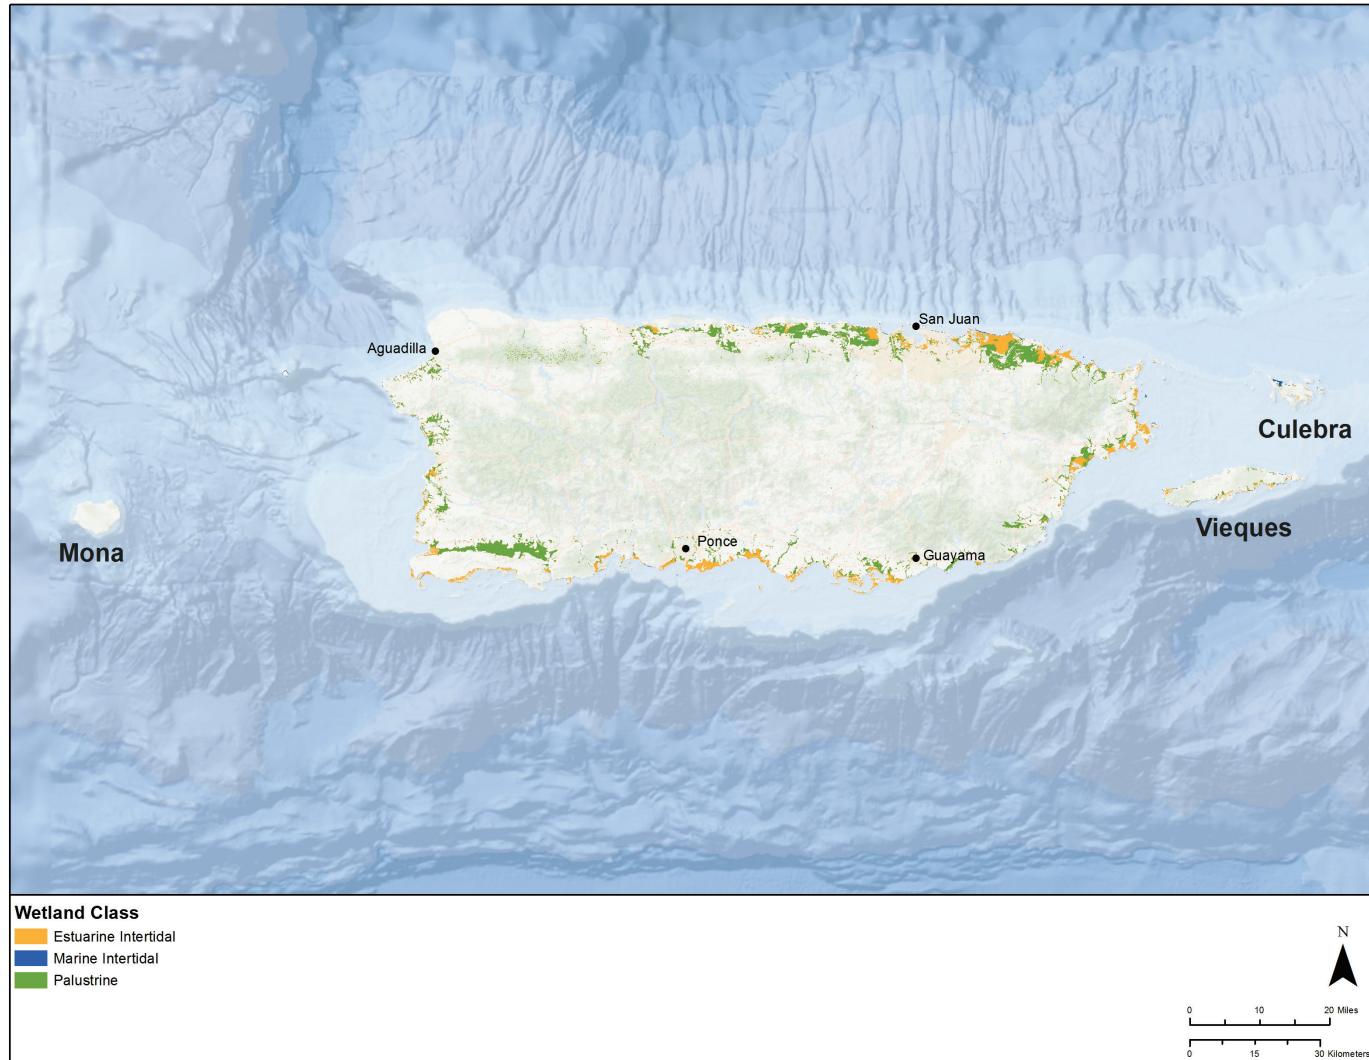 San Juan
Aguadilla
Culebra
Vieques
Mona
Ponce
Guayama
Wetland Class
Estuarine Intertidal
Marine Intertidal
Palustrine
N
0 10 20 Miles
0 15 30 Kilometers